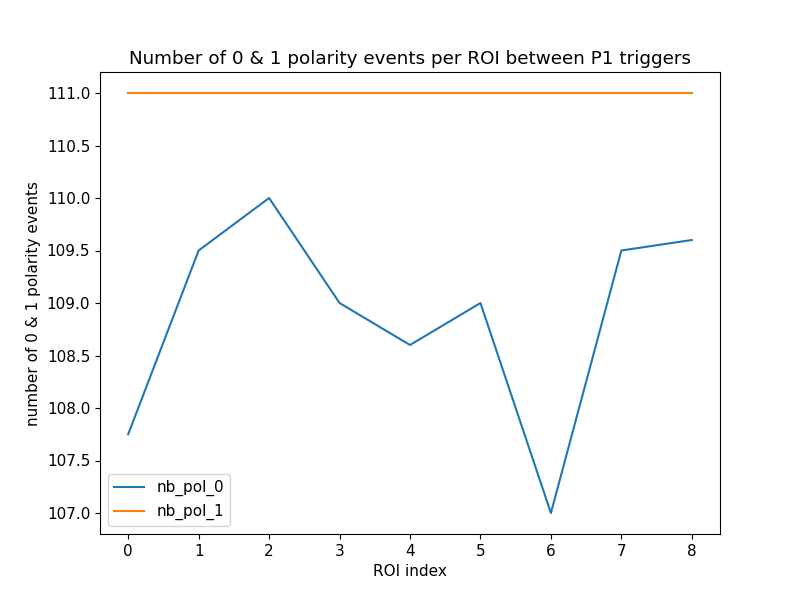 Number of 0 & 1 polarity events per ROI between P1 triggers
number of 0 & 1 polarity events
111.0
110.5
110.0
109.5
109.0
108.5
108.0
107.5
107.0
nb_pol_0
nb_pol_1
0 1 2 3 4 5 6 7 8
ROI index